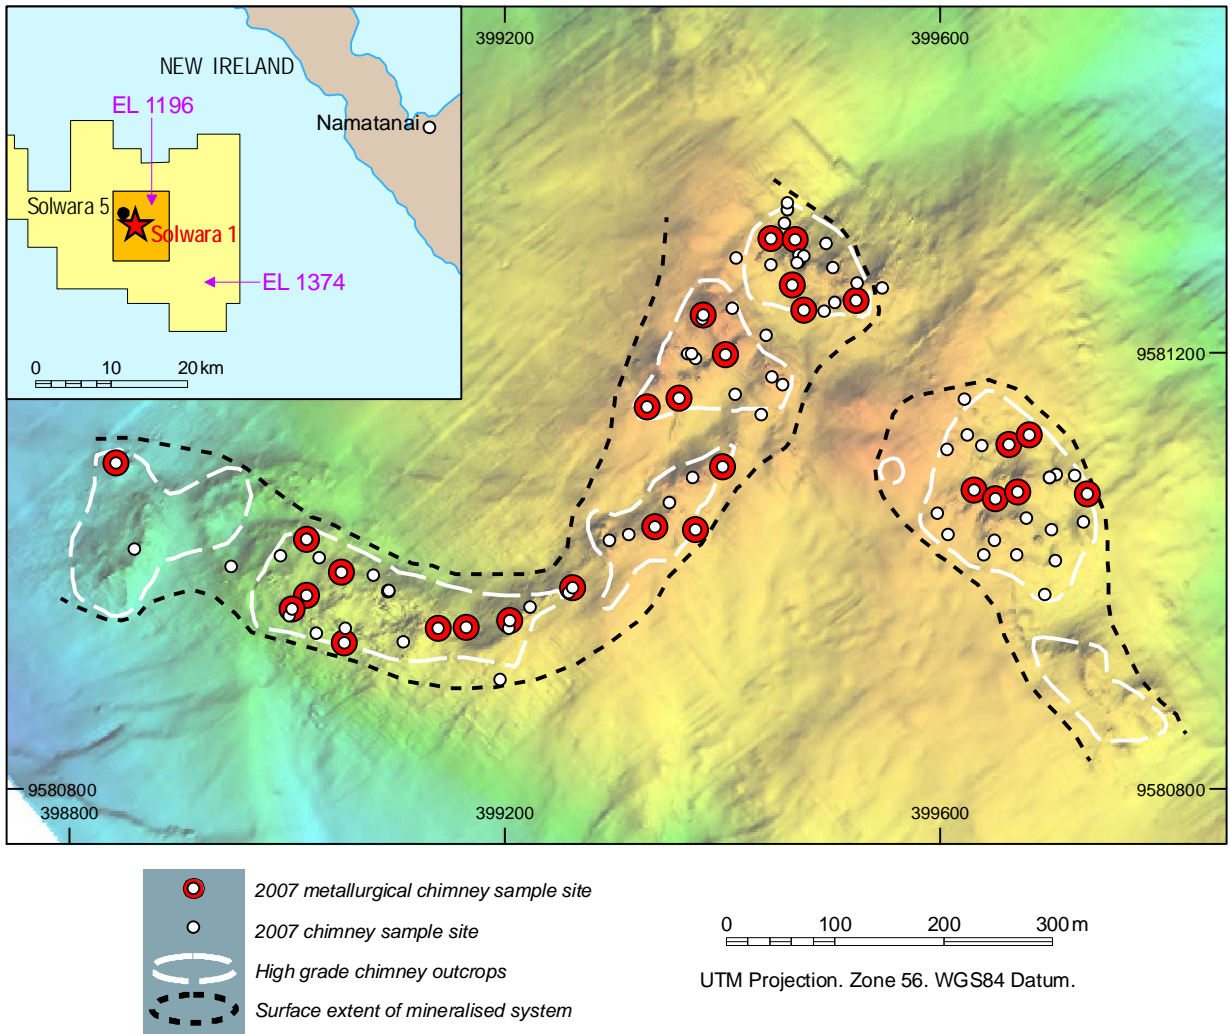 399200
399600
NEW IRELAND
EL 1196
Namatanai
Solwara 5
Solwara 1
EL 1374
0 10 20 km
9581200
9580800
9580800
398800
399200
399600
2007 metallurgical chimney sample site
2007 chimney sample site
High grade chimney outcrops
Surface extent of mineralised system
0 100 200 300 m
UTM Projection. Zone 56. WGS84 Datum.